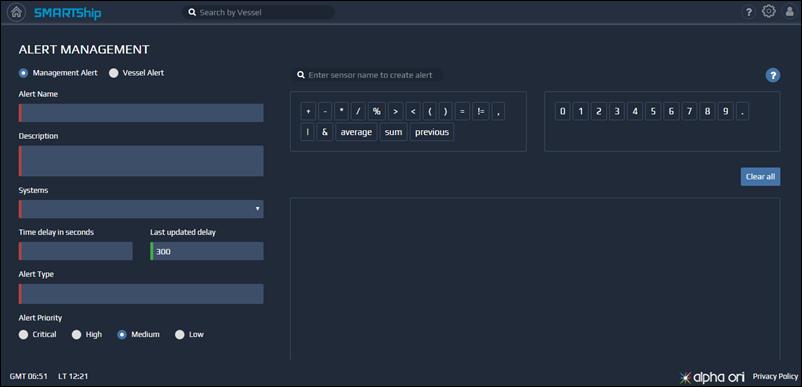 SMARTShip
Search by Vessel
?
ALERT MANAGEMENT
Management Alert
Vessel Alert
Alert Name
Description
Systems
Time delay in seconds
Last updated delay
300
Alert Type
Alert Priority
Critical
High
Medium
Low
Enter sensor name to create alert
?
+ - * / % > < ( ) = != ,
| & average sum previous
0 1 2 3 4 5 6 7 8 9 .
Clear all
GMT 06:51 LT 12:21
alpha ori
Privacy Policy